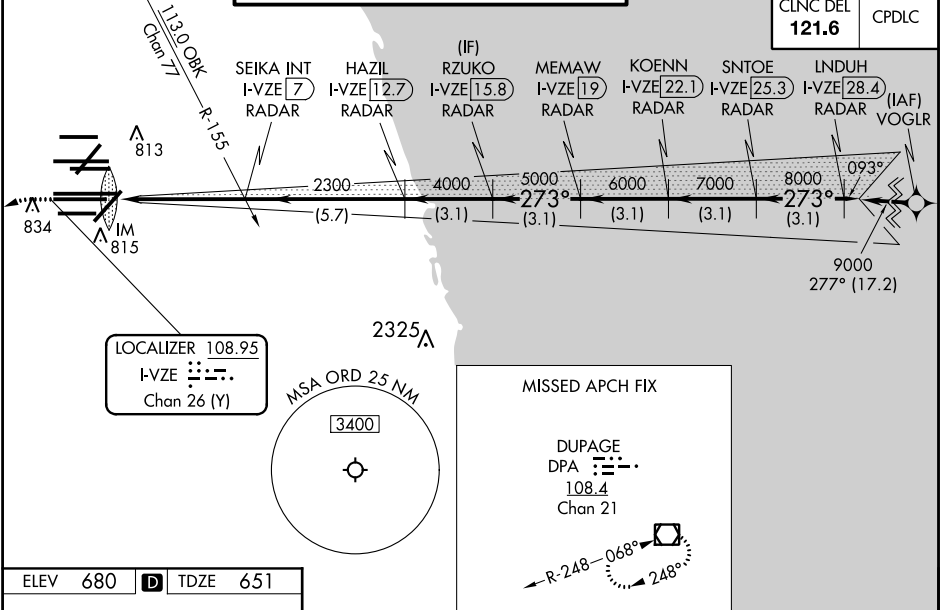 CLNC DEL
121.6
CPDLC
113.0 OBK
Chan 77
R-155
SEIKA INT
I-VZE 7
RADAR
HAZIL
I-VZE 12.7
RADAR
(IF)
RZUKO
I-VZE 15.8
RADAR
MEMAW
I-VZE 19
RADAR
KOENN
I-VZE 22.1
RADAR
SNTOE
I-VZE 25.3
RADAR
LNDUH
I-VZE 28.4
RADAR
(IAF)
VOGLR
813
093°
2300
4000
5000
6000
7000
8000
273°
273°
(5.7)
(3.1)
(3.1)
(3.1)
(3.1)
(3.1)
834
IM
815
9000
277° (17.2)
LOCALIZER 108.95
I-VZE
Chan 26 (Y)
2325
MSA ORD 25 NM
3400
MISSED APCH FIX
DUPAGE
DPA
108.4
Chan 21
R-248
068°
248°
ELEV 680 D TDZE 651